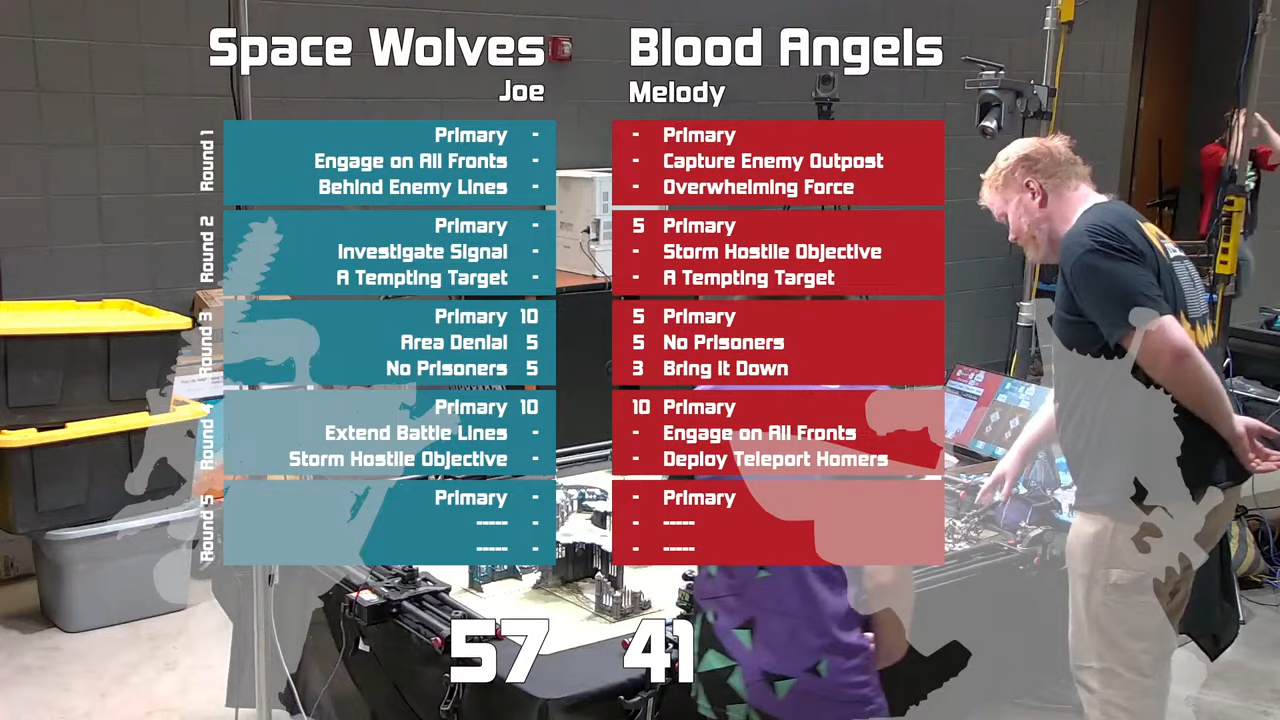 Space Wolves
Joe
Blood Angels
Melody
Round 1
Primary -
Engage on All Fronts -
Behind Enemy Lines -
- Primary
- Capture Enemy Outpost
- Overwhelming Force
Round 2
Primary -
Investigate Signal -
A Tempting Target -
5 Primary
- Storm Hostile Objective
- A Tempting Target
Round 3
Primary 10
Area Denial 5
No Prisoners 5
5 Primary
5 No Prisoners
3 Bring It Down
Round
Primary 10
Extend Battle Lines -
Storm Hostile Objective -
10 Primary
- Engage on All Fronts
- Deploy Teleport Homers
Round 5
Primary -
----- -
----- -
- Primary
- -----
- -----
57
41